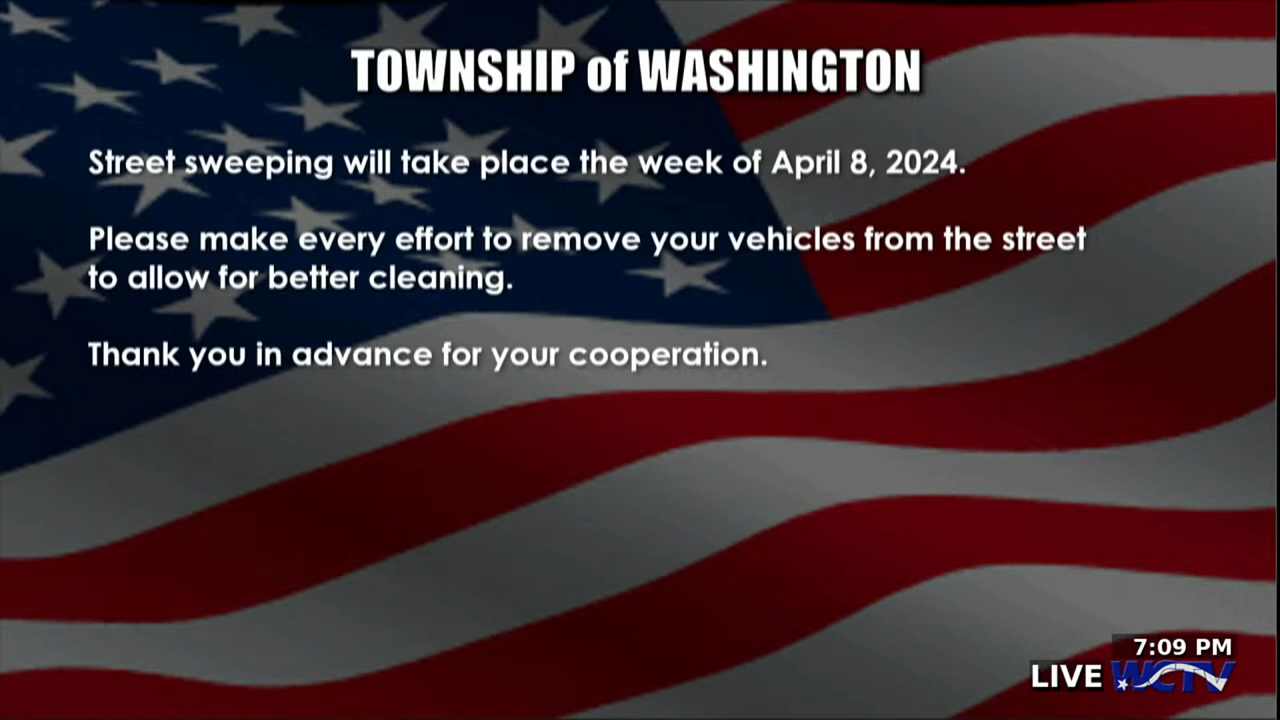 TOWNSHIP of WASHINGTON
Street sweeping will take place the week of April 8, 2024.
Please make every effort to remove your vehicles from the street
to allow for better cleaning.
Thank you in advance for your cooperation.
7:09 PM
LIVE WCTV